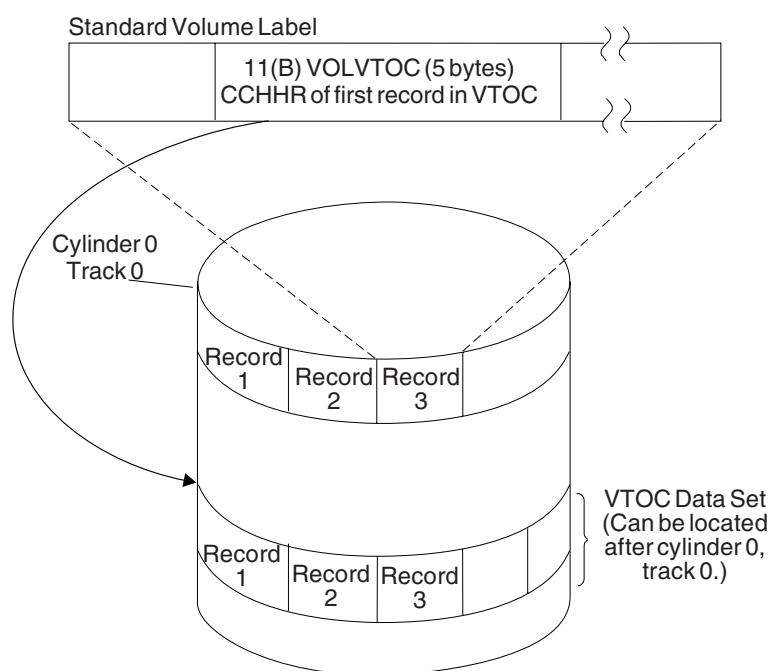 Standard Volume Label
11(B) VOLVTOC (5 bytes)
CCHHR of first record in VTOC
Cylinder 0
Track 0
Record
1
Record
2
Record
3
VTOC Data Set
(Can be located
after cylinder 0,
track 0.)
Record
1
Record
2
Record
3